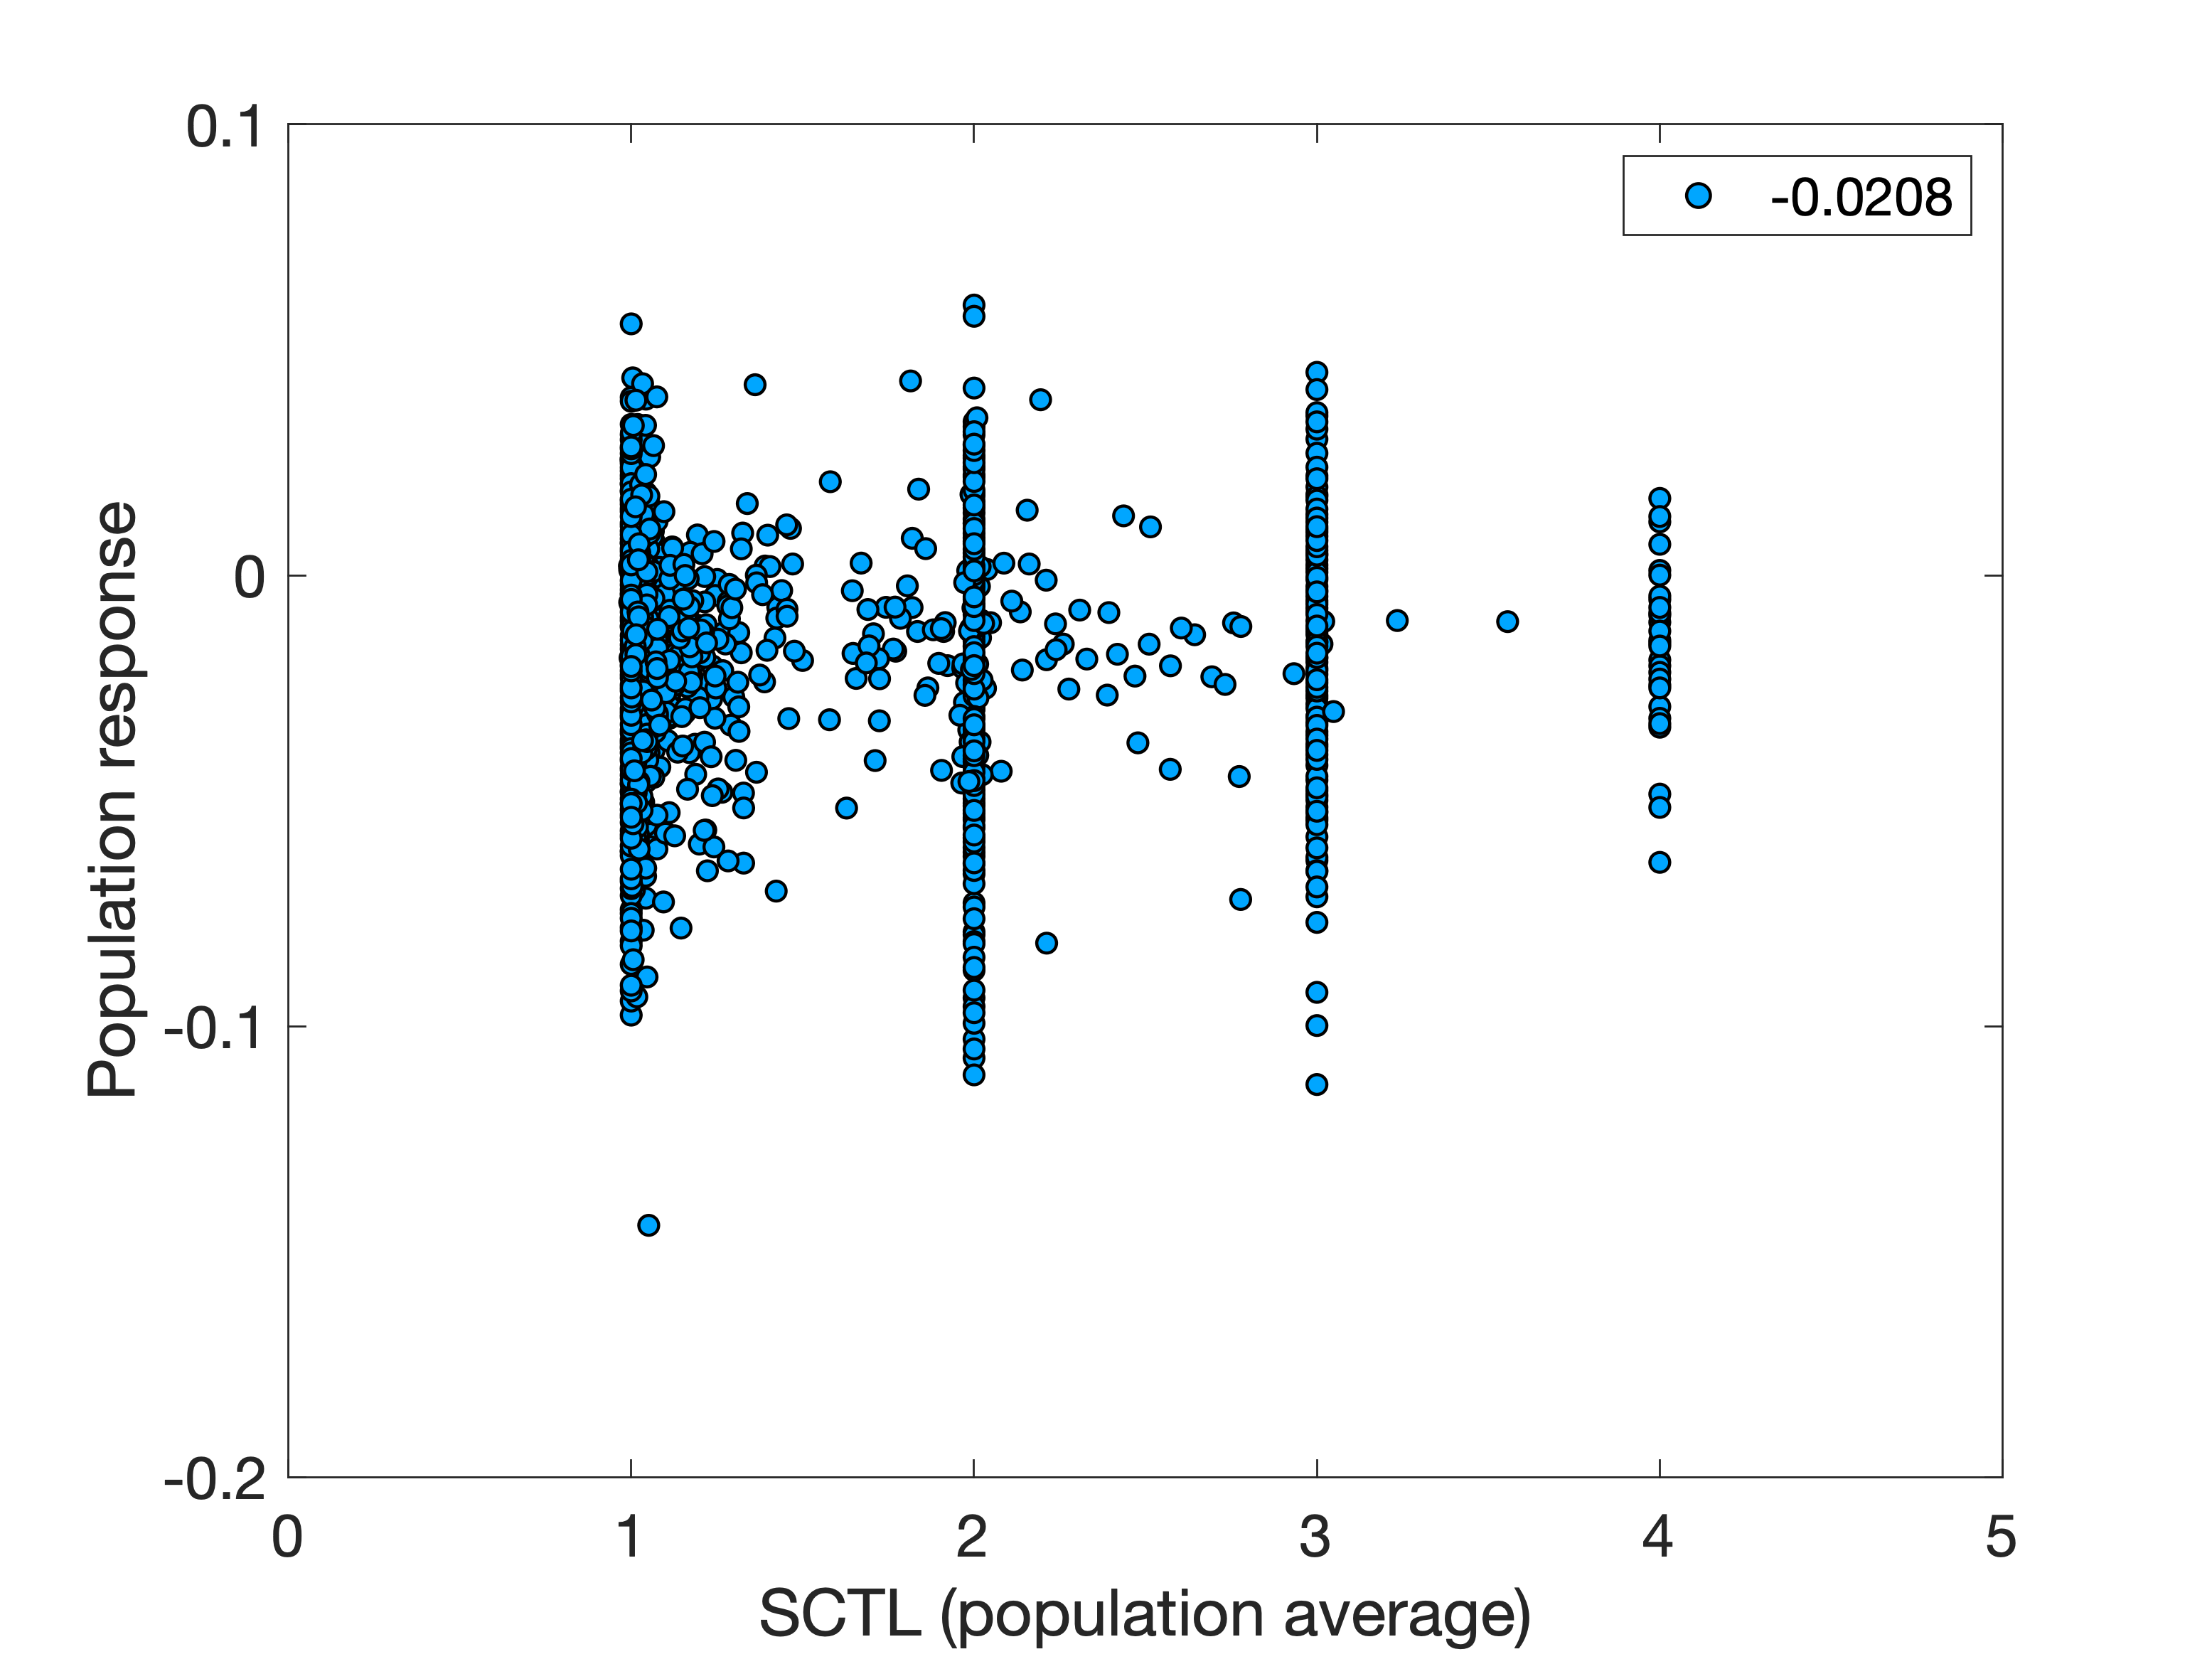 0.1
-0.0208
0
-0.1
-0.2
Population response
0 1 2 3 4 5
SCTL (population average)